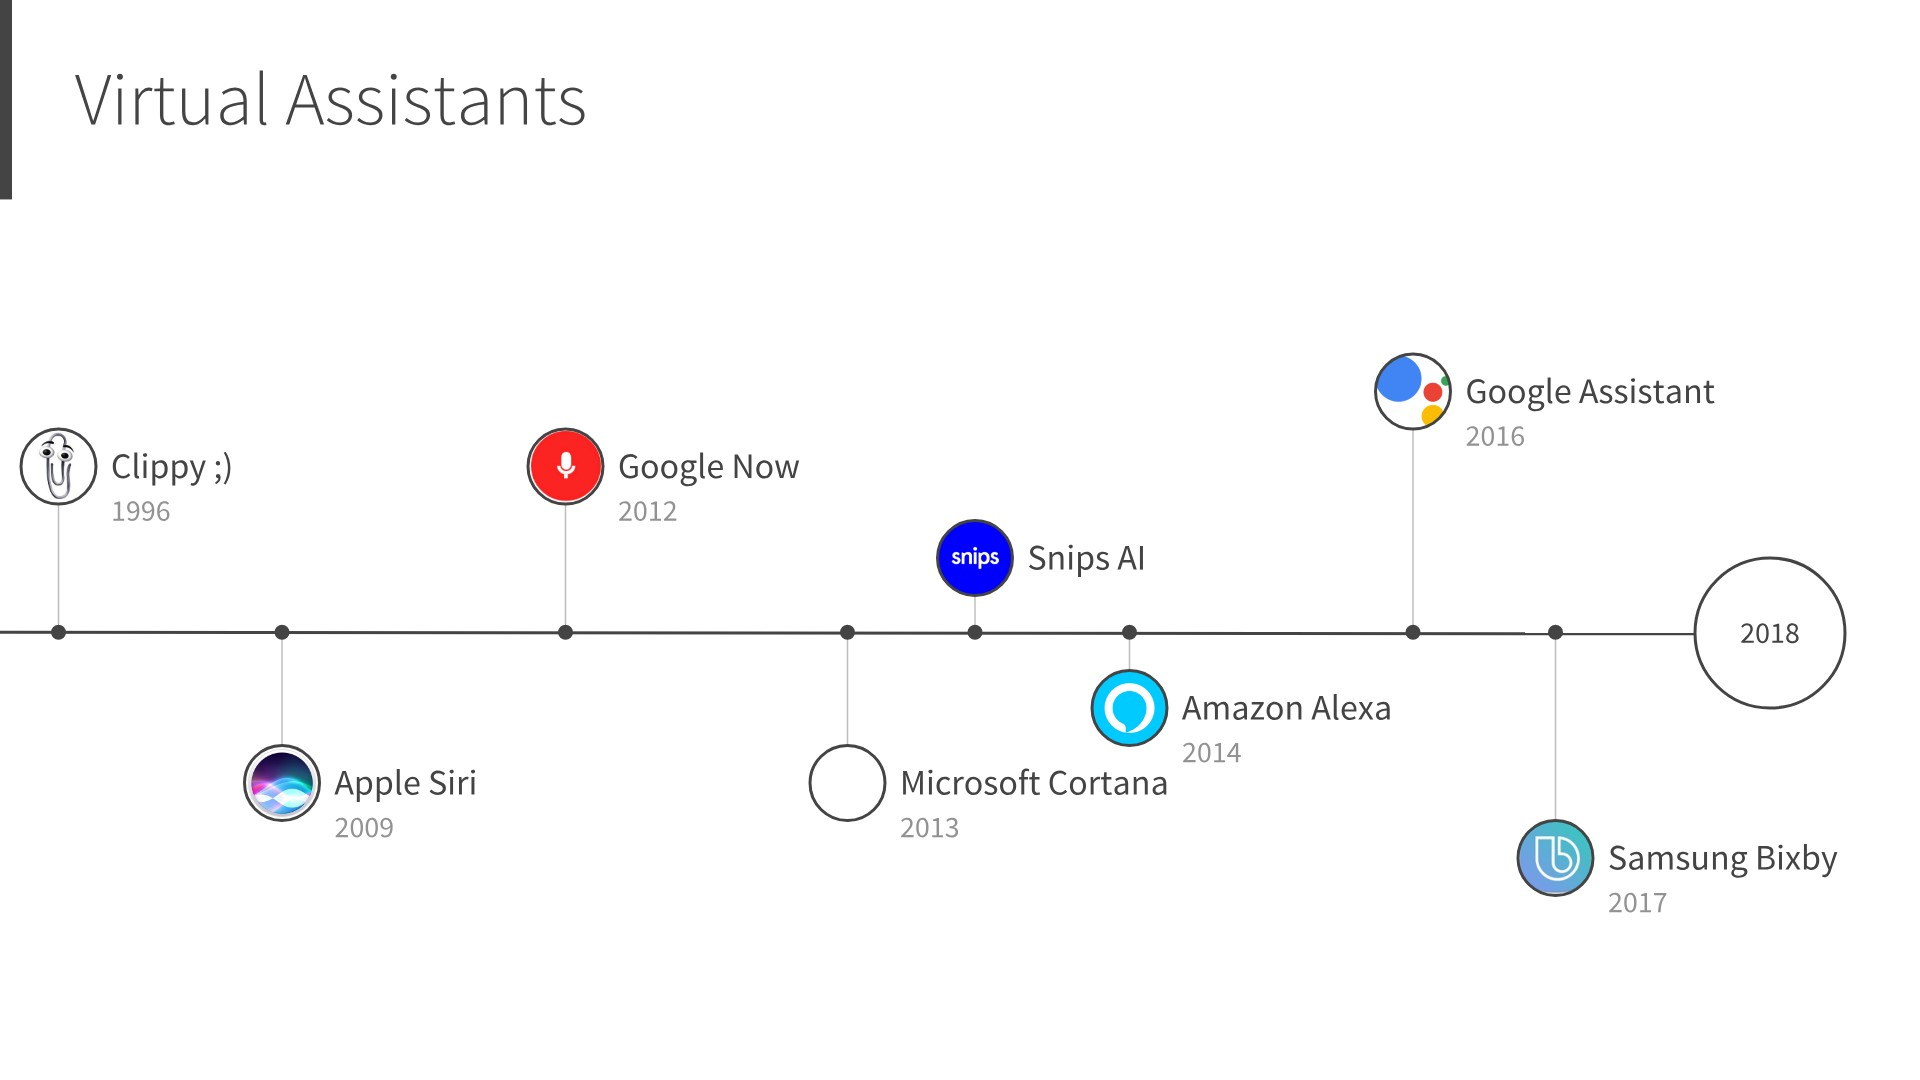 Virtual Assistants
Clippy ;)
1996
Apple Siri
2009
Google Now
2012
Microsoft Cortana
2013
snips
Snips AI
Amazon Alexa
2014
Google Assistant
2016
Samsung Bixby
2017
2018